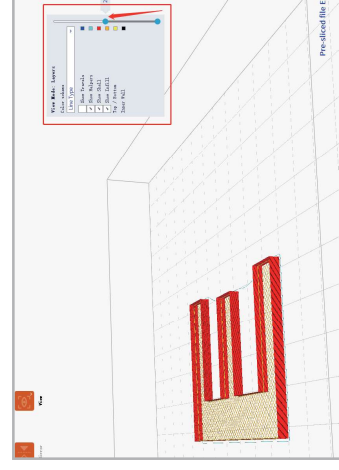 View Mode: Layers
Color scheme
Line Type
Show Travels
Show Helpers
Show Shell
Show Infill
Top / Bottom
Inner Wall
View
Pre-sliced file E